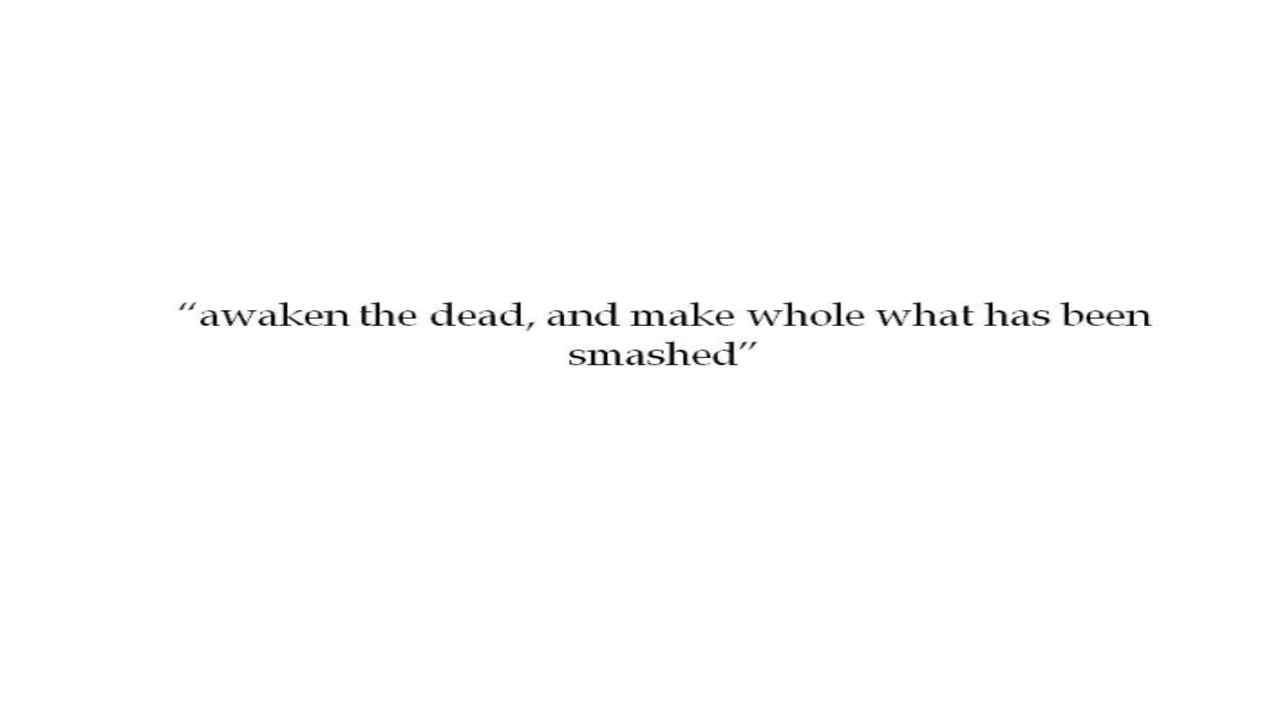 “awaken the dead, and make whole what has been
smashed”